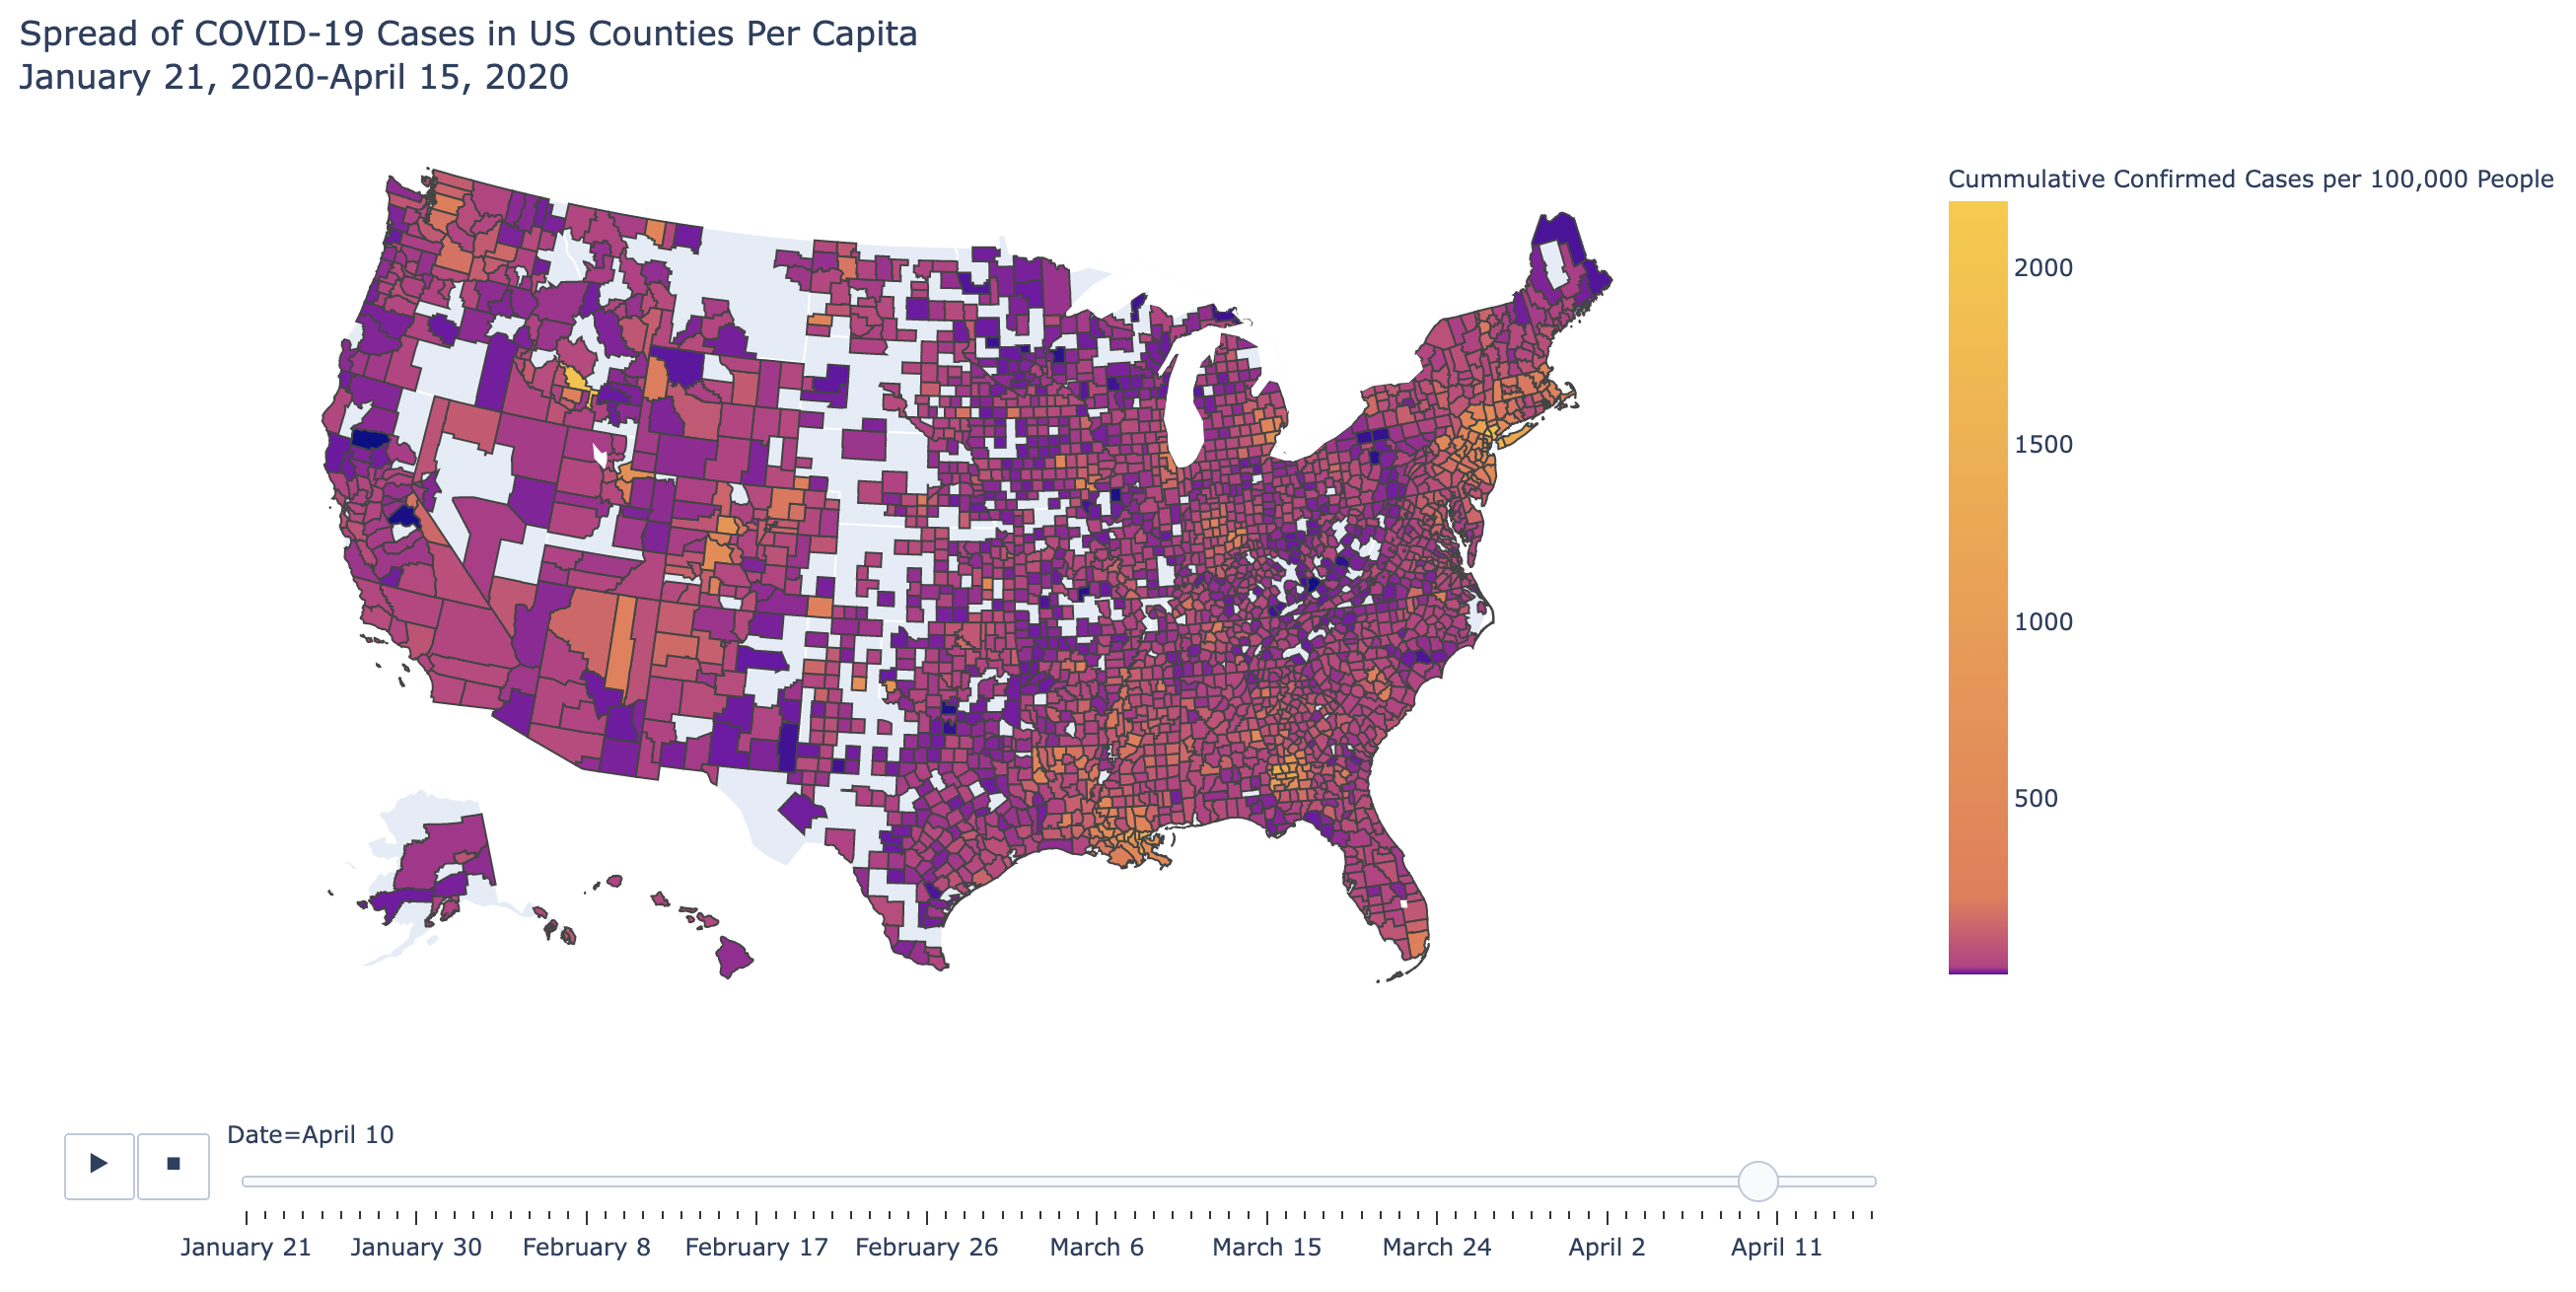 Spread of COVID-19 Cases in US Counties Per Capita
January 21, 2020-April 15, 2020
Cummulative Confirmed Cases per 100,000 People
2000
1500
1000
500
Date=April 10
January 21 January 30 February 8 February 17 February 26 March 6 March 15 March 24 April 2 April 11